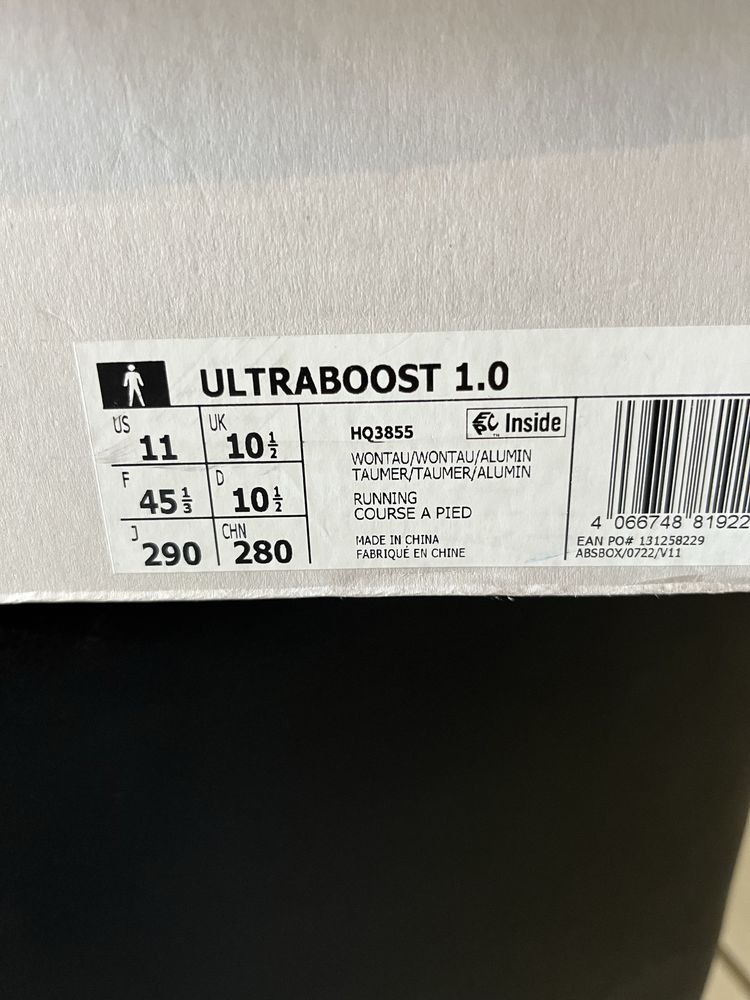 ULTRABOOST 1.0
US 11 UK 10 1/2
F 45 1/3 D 10 1/2
J 290 CHN 280
HQ3855
Inside
WONTAU/WONTAU/ALUMIN
TAUMER/TAUMER/ALUMIN
RUNNING
COURSE A PIED
MADE IN CHINA
FABRIQUÉ EN CHINE
4 066748 81922
EAN PO# 131258229
ABSBOX/0722/V11